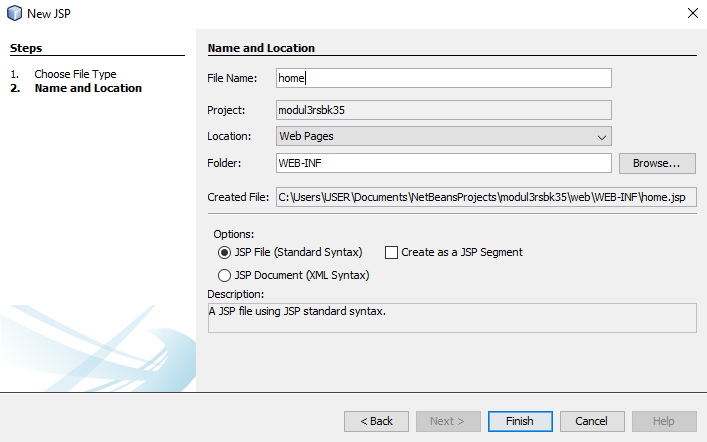 New JSP
Steps
1. Choose File Type
2. Name and Location
Name and Location
File Name: home
Project: modul3rsbk35
Location: Web Pages
Folder: WEB-INF Browse...
Created File: C:\Users\USER\Documents\NetBeansProjects\modul3rsbk35\web\WEB-INF\home.jsp
Options:
JSP File (Standard Syntax) Create as a JSP Segment
JSP Document (XML Syntax)
Description:
A JSP file using JSP standard syntax.
< Back Next > Finish Cancel Help